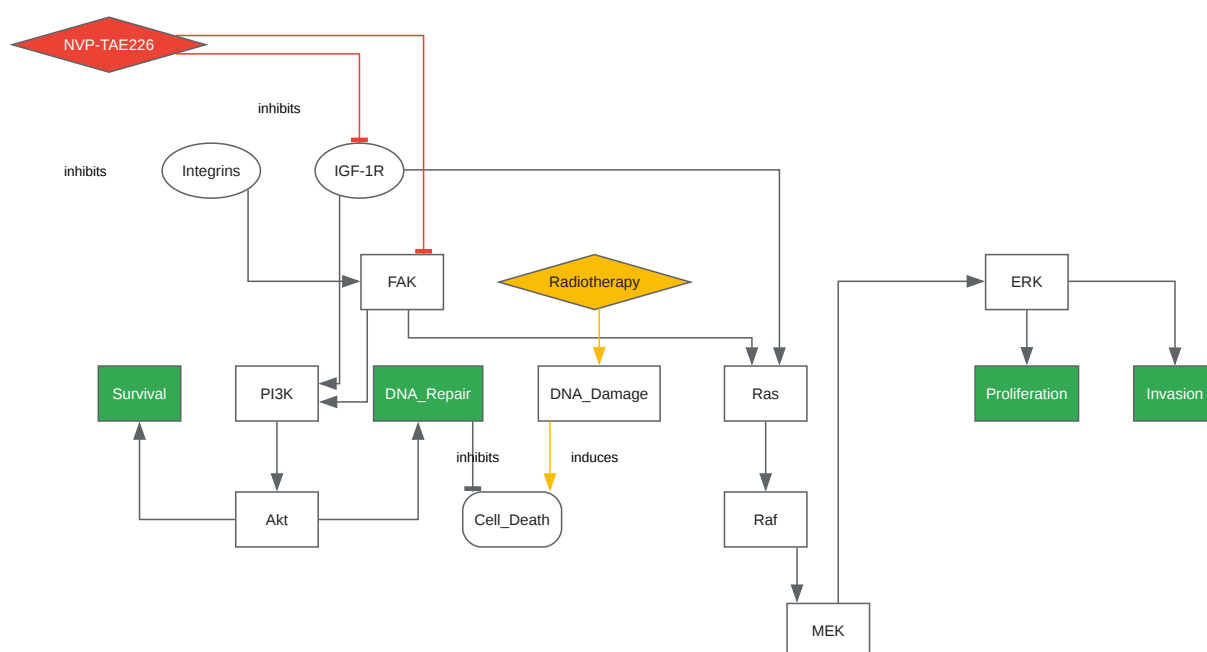 NVP-TAE226
inhibits
inhibits
Integrins
IGF-1R
FAK
Radiotherapy
ERK
Survival
PI3K
DNA_Repair
DNA_Damage
Ras
Proliferation
Invasion
inhibits
induces
Akt
Cell_Death
Raf
MEK